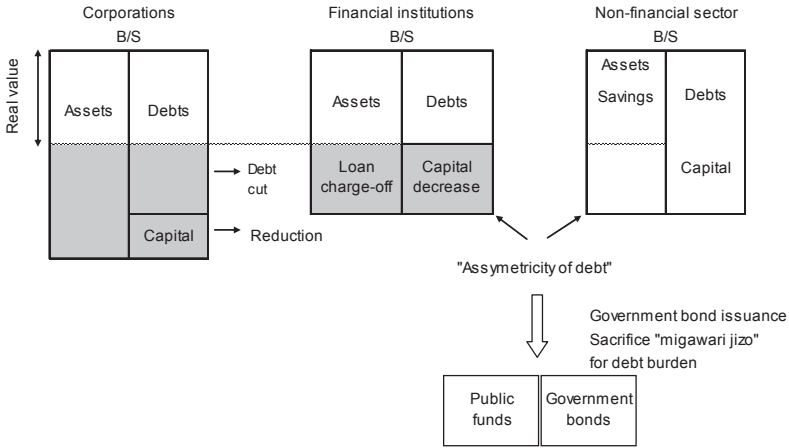 Corporations
B/S
Financial institutions
B/S
Non-financial sector
B/S
Real value
Assets
Debts
Debt
cut
Capital
Reduction
Assets
Debts
Loan
charge-off
Capital
decrease
Assets
Savings
Debts
Capital
"Assymetricity of debt"
Government bond issuance
Sacrifice "migawari jizo"
for debt burden
Public
funds
Government
bonds